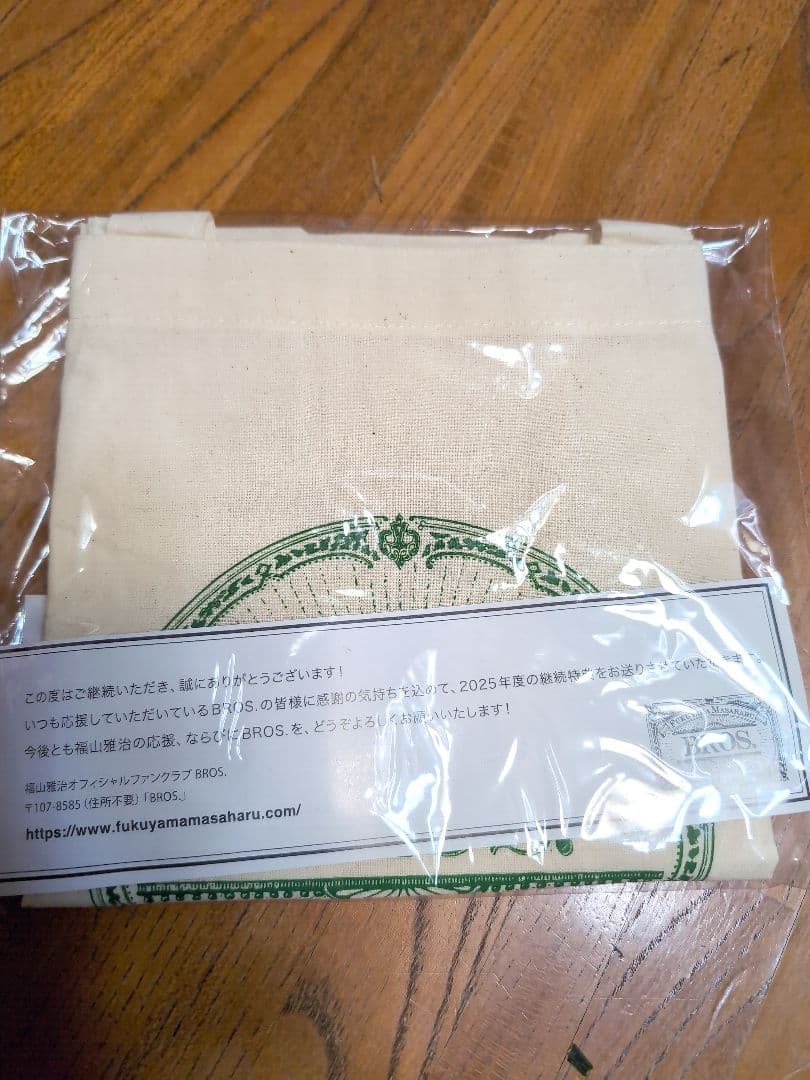 この度はご継続いただき、誠にありがとうございます!
いつも応援していただいているBROS.の皆様に感謝の気持ちを込めて、2025年度の継続特典をお送りさせていただきます。
今後とも福山雅治の応援、ならびにBROS.を、どうぞよろしくお願いいたします!
福山雅治オフィシャルファンクラブ BROS.
〒107-8585（住所不要）「BROS.」
https://www.fukuyamamasaharu.com/
FUKUYAMA MASAHARU
BROS.